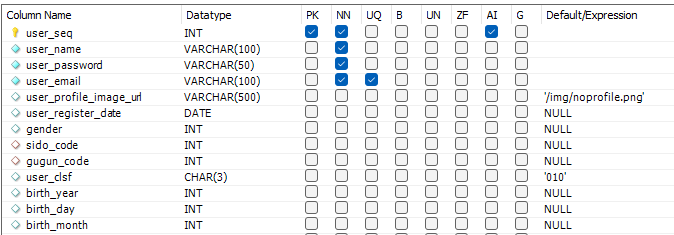 Column Name Datatype PK NN UQ B UN ZF AI G Default/Expression
user_seq INT
user_name VARCHAR(100)
user_password VARCHAR(50)
user_email VARCHAR(100)
user_profile_image_url VARCHAR(500) '/img/noprofile.png'
user_register_date DATE NULL
gender INT NULL
sido_code INT NULL
gugun_code INT NULL
user_clsf CHAR(3) '010'
birth_year INT NULL
birth_day INT NULL
birth_month INT NULL